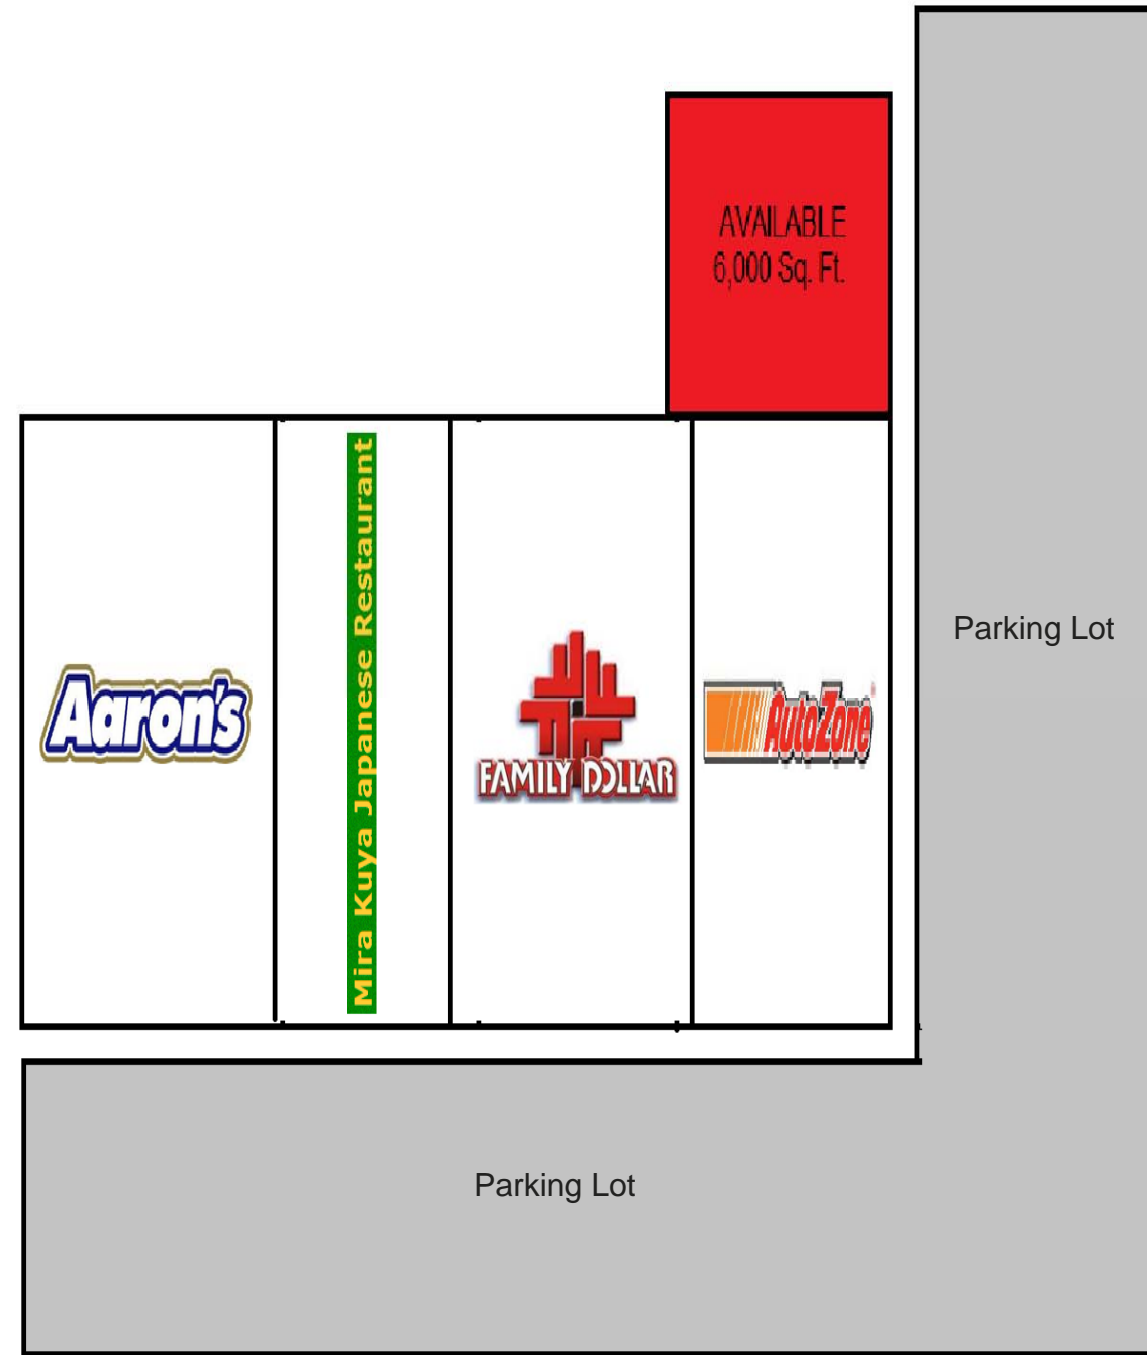 AVAILABLE
6,000 Sq. Ft.
Parking Lot
Aaron's
Mira Kuya Japanese Restaurant
FAMILY DOLLAR
AutoZone
Parking Lot